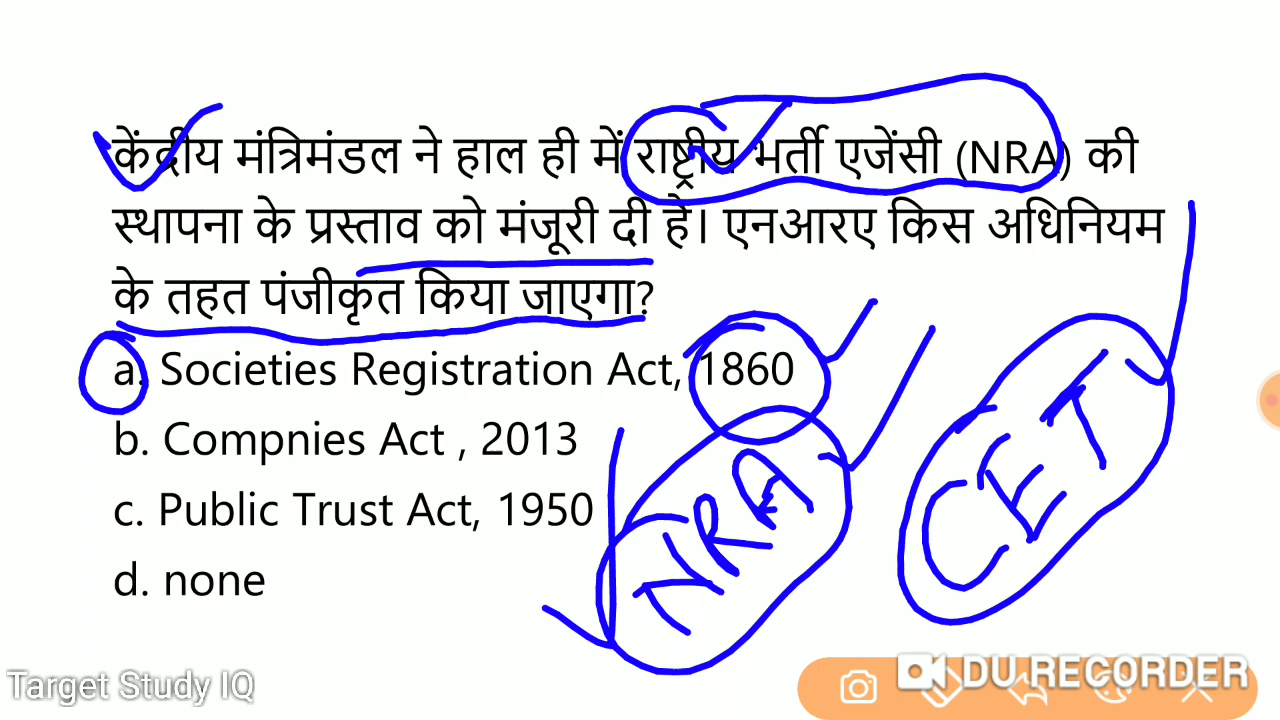 केंद्रीय मंत्रिमंडल ने हाल ही में राष्ट्रीय भर्ती एजेंसी (NRA) की
स्थापना के प्रस्ताव को मंजूरी दी है। एनआरए किस अधिनियम
के तहत पंजीकृत किया जाएगा?
a. Societies Registration Act, 1860
b. Compnies Act , 2013
c. Public Trust Act, 1950
d. none
NRA
CET
Target Study IQ
DU RECORDER